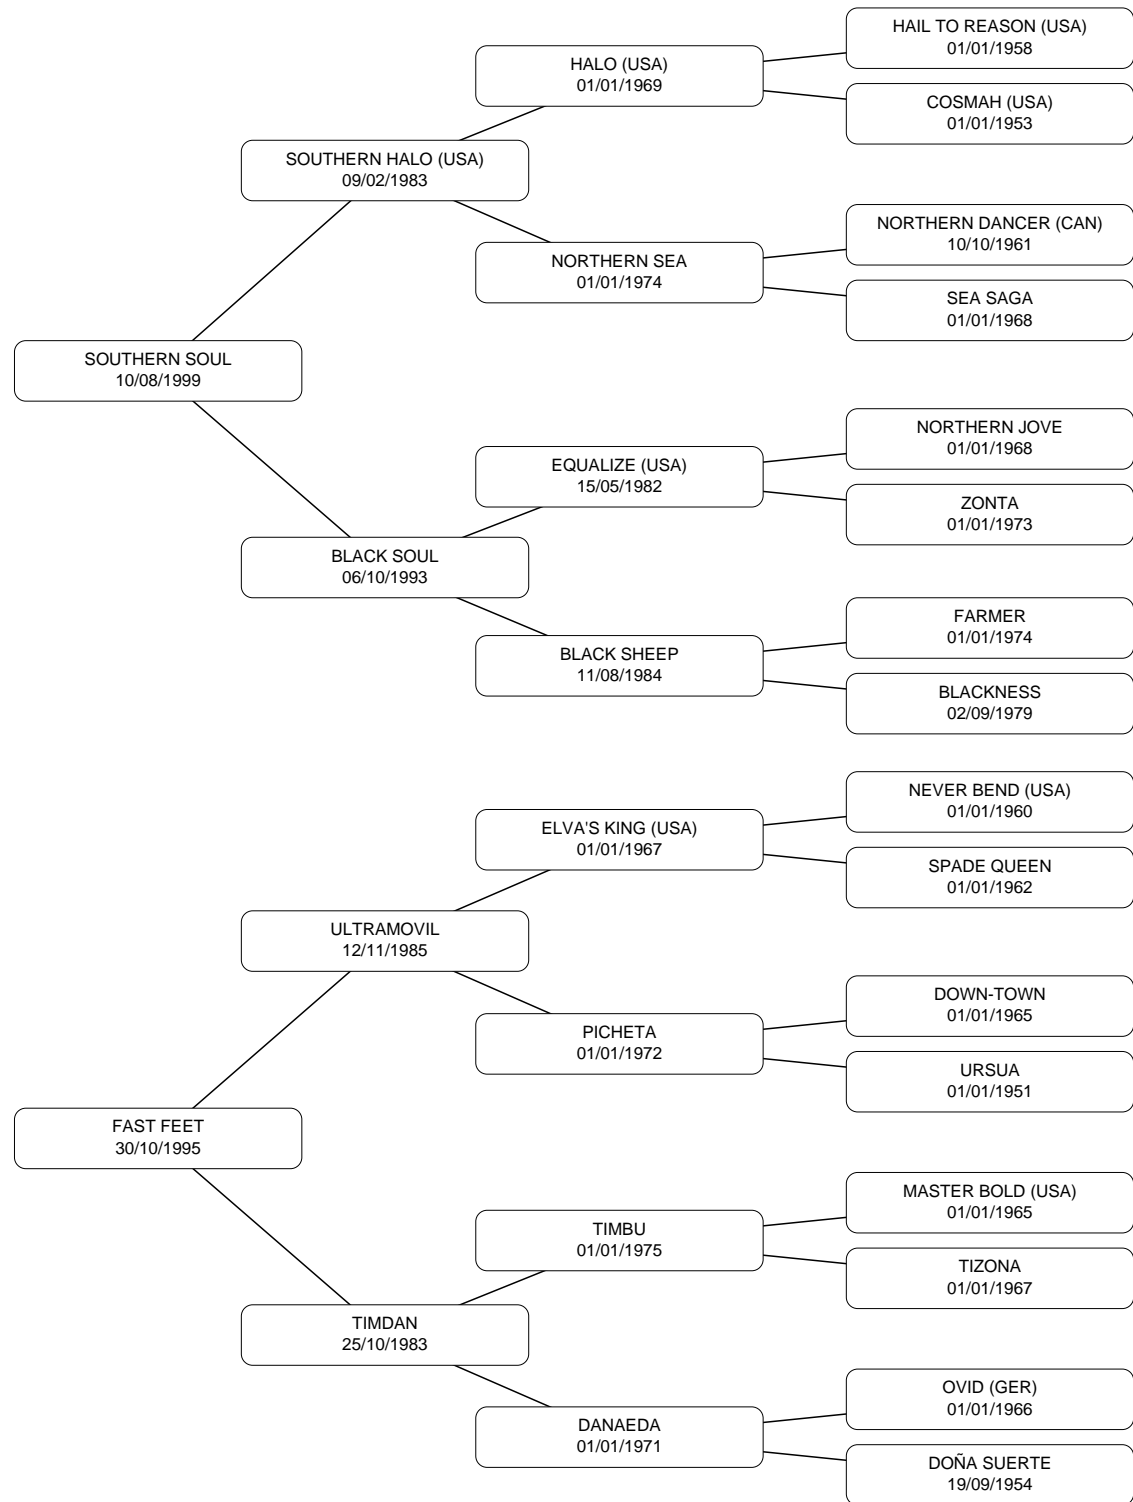 HAIL TO REASON (USA)
01/01/1958
HALO (USA)
01/01/1969
COSMAH (USA)
01/01/1953
SOUTHERN HALO (USA)
09/02/1983
NORTHERN DANCER (CAN)
10/10/1961
NORTHERN SEA
01/01/1974
SEA SAGA
01/01/1968
SOUTHERN SOUL
10/08/1999
NORTHERN JOVE
01/01/1968
EQUALIZE (USA)
15/05/1982
ZONTA
01/01/1973
BLACK SOUL
06/10/1993
FARMER
01/01/1974
BLACK SHEEP
11/08/1984
BLACKNESS
02/09/1979
NEVER BEND (USA)
01/01/1960
ELVA'S KING (USA)
01/01/1967
SPADE QUEEN
01/01/1962
ULTRAMOVIL
12/11/1985
DOWN-TOWN
01/01/1965
PICHETA
01/01/1972
URSUA
01/01/1951
FAST FEET
30/10/1995
MASTER BOLD (USA)
01/01/1965
TIMBU
01/01/1975
TIZONA
01/01/1967
TIMDAN
25/10/1983
OVID (GER)
01/01/1966
DANAEDA
01/01/1971
DOÑA SUERTE
19/09/1954